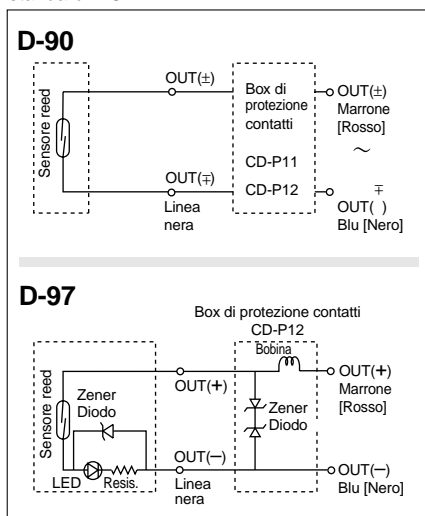 D-90
OUT(±)
Box di
protezione
contatti
CD-P11
CD-P12
OUT(±)
Marrone
[Rosso]
~
Sensore reed
OUT(∓)
Linea
nera
∓
OUT( )
Blu [Nero]
D-97
Box di protezione contatti
CD-P12
Bobina
OUT(+)
OUT(+)
Marrone
[Rosso]
Sensore reed
Zener
Diodo
Zener
Diodo
OUT(−)
LED
Resis.
Linea
nera
OUT(−)
Blu [Nero]